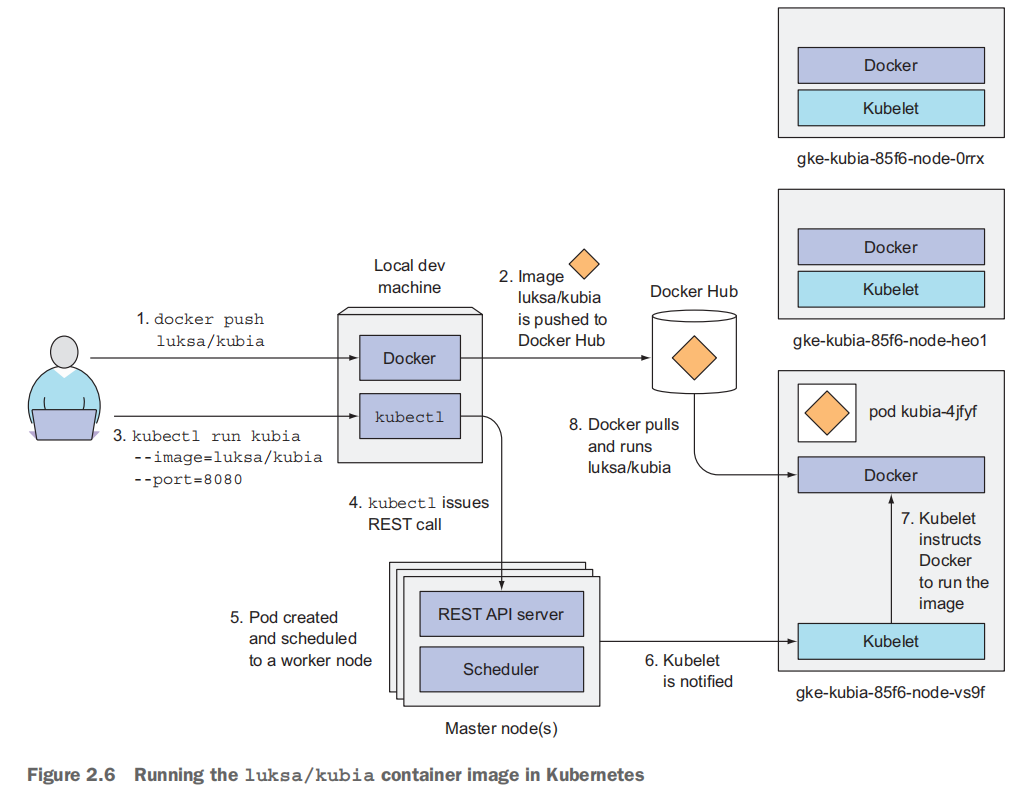 Docker
Kubelet
gke-kubia-85f6-node-0rrx
Docker
Kubelet
gke-kubia-85f6-node-heo1
Local dev
machine
1. docker push
luksa/kubia
Docker
kubectl
2. Image
luksa/kubia
is pushed to
Docker Hub
Docker Hub
3. kubectl run kubia
--image=luksa/kubia
--port=8080
4. kubectl issues
REST call
5. Pod created
and scheduled
to a worker node
REST API server
Scheduler
Master node(s)
6. Kubelet
is notified
8. Docker pulls
and runs
luksa/kubia
pod kubia-4jfyf
Docker
7. Kubelet
instructs
Docker
to run the
image
Kubelet
gke-kubia-85f6-node-vs9f
Figure 2.6 Running the luksa/kubia container image in Kubernetes